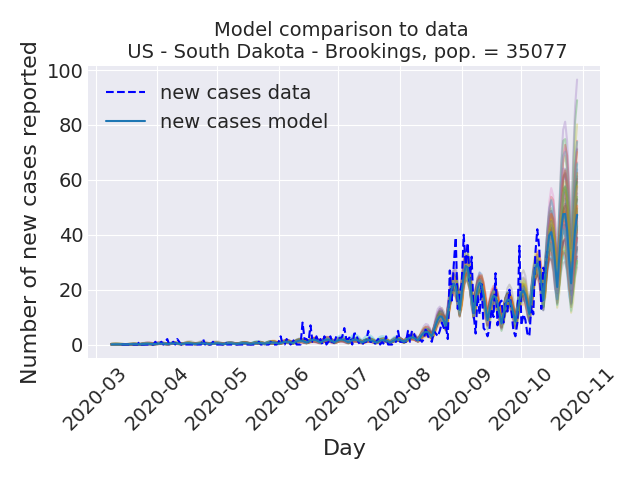 Model comparison to data
US - South Dakota - Brookings, pop. = 35077
Number of new cases reported
100
80
60
40
20
0
new cases data
new cases model
2020-03
2020-04
2020-05
2020-06
2020-07
2020-08
2020-09
2020-10
2020-11
Day